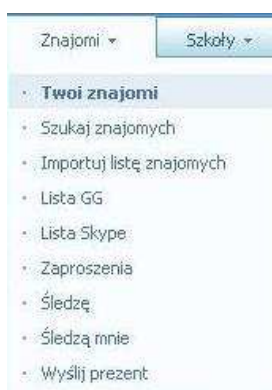 Znajomi Szkoły
Twoi znajomi
Szukaj znajomych
Importuj listę znajomych
Lista GG
Lista Skype
Zaproszenia
Śledzę
Śledzą mnie
Wyślij prezent